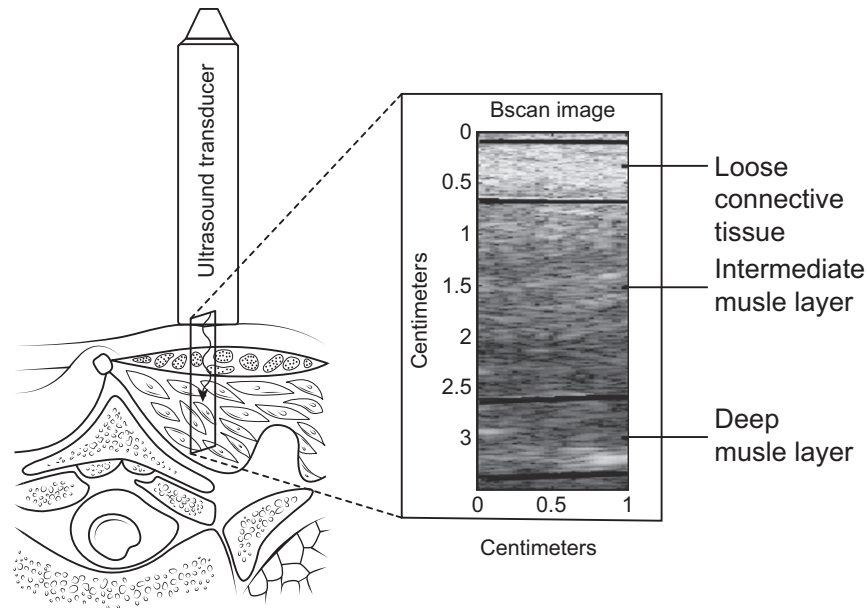 Ultrasound transducer
Bscan image
0
0.5
1
1.5
2
2.5
3
Centimeters
0
0.5
1
Centimeters
Loose
connective
tissue
Intermediate
musle layer
Deep
musle layer